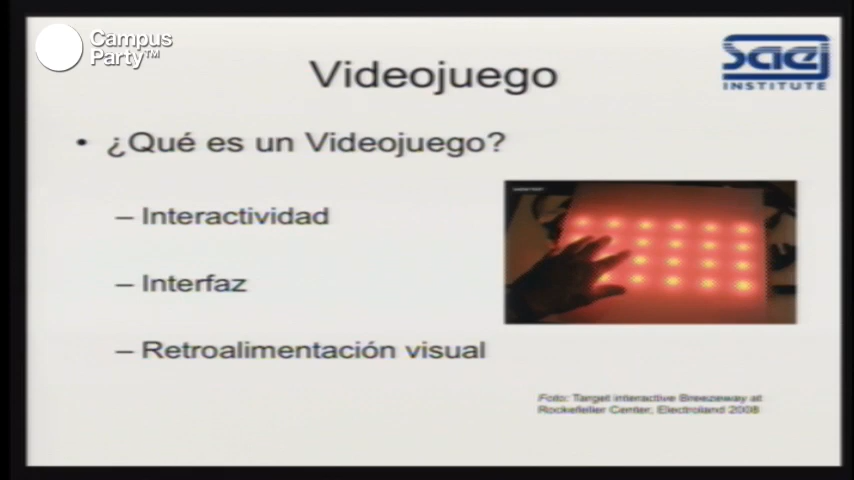 Campus
Party™
Videojuego
SAEJ
INSTITUTE
• ¿Qué es un Videojuego?
– Interactividad
– Interfaz
– Retroalimentación visual
Foto: Target interactive Breezeway at
Rockefeller Center, Electroland 2008